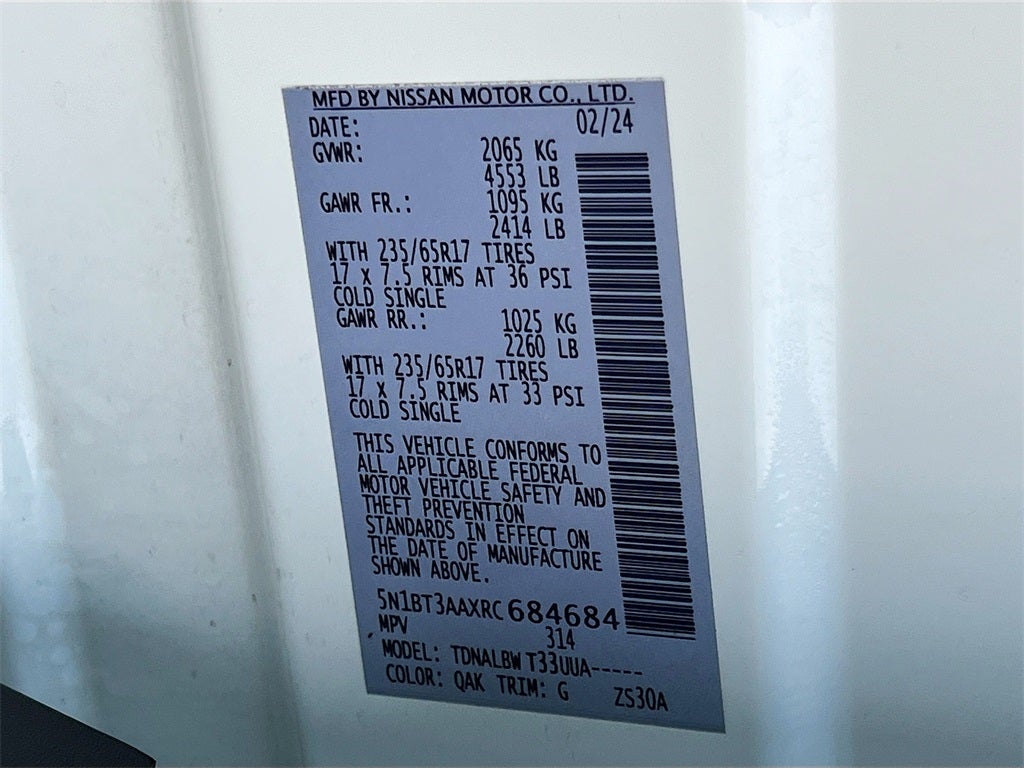 MFD BY NISSAN MOTOR CO., LTD.
DATE: 02/24
GVWR: 2065 KG
4553 LB
GAWR FR.: 1095 KG
2414 LB
WITH 235/65R17 TIRES
17 X 7.5 RIMS AT 36 PSI
COLD SINGLE
GAWR RR.: 1025 KG
2260 LB
WITH 235/65R17 TIRES
17 X 7.5 RIMS AT 33 PSI
COLD SINGLE
THIS VEHICLE CONFORMS TO
ALL APPLICABLE FEDERAL
MOTOR VEHICLE SAFETY AND
THEFT PREVENTION
STANDARDS IN EFFECT ON
THE DATE OF MANUFACTURE
SHOWN ABOVE.
5N1BT3AAXRC684684
MPV 314
MODEL: TDNALBW T33UUA-----
COLOR: QAK TRIM: G ZS30A